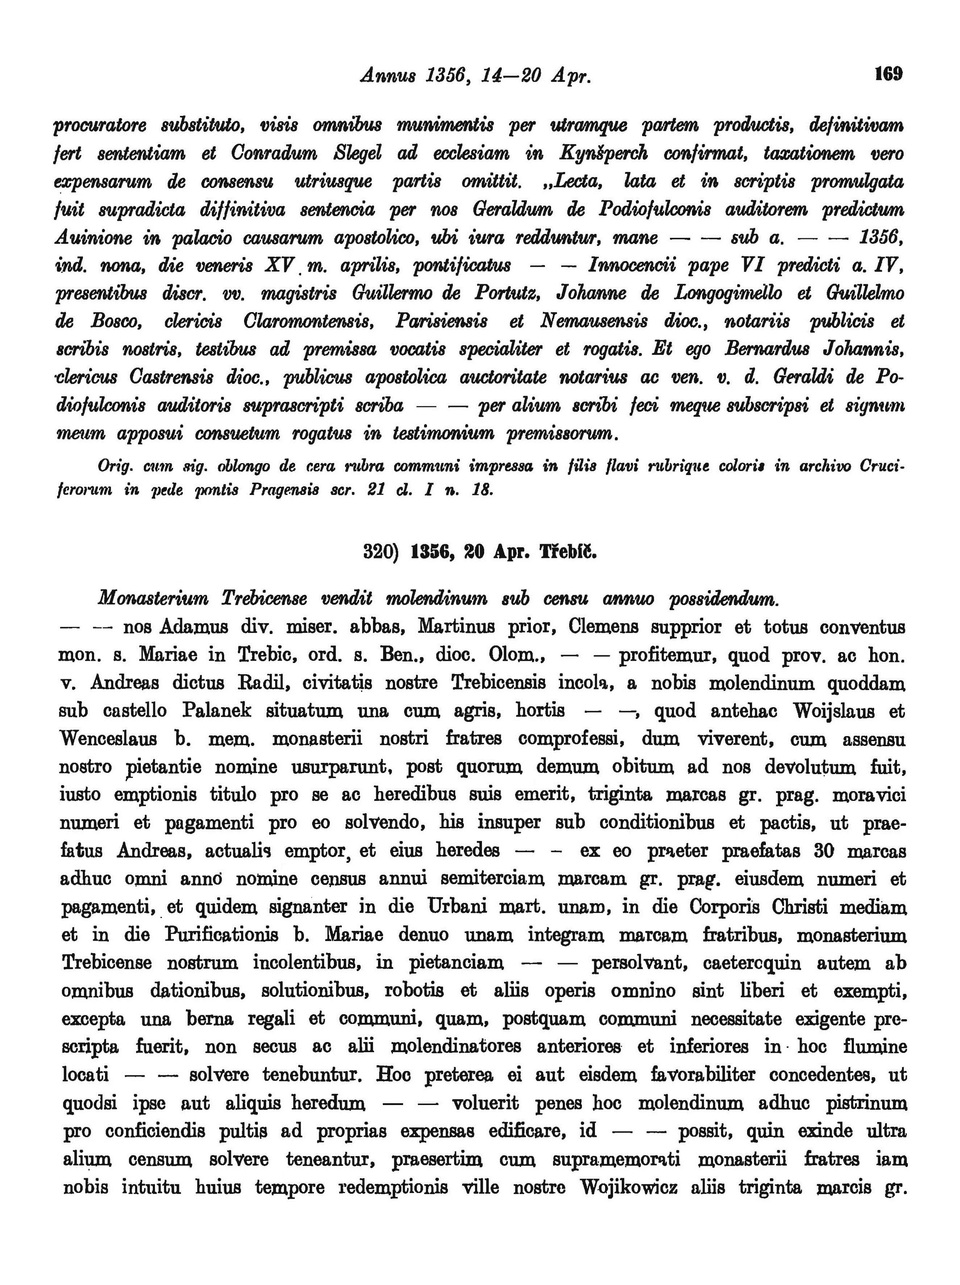 Annus 1356, 14—20 Apr. 169
procuratore substituto, visis omnibus munimentis per utramque partem productis, definitivam
fert sententiam et Conradum Slegel ad ecclesiam in Kynšperch confirmat, taxationem vero
expensarum de consensu utriusque partis omittit. „Lecta, lata et in scriptis promulgata
fuit supradicta diffinitiva sentencia per nos Geraldum de Podiofulconis auditorem predictum
Auinione in palacio causarum apostolico, ubi iura redduntur, mane — — sub a. — — 1356,
ind. nona, die veneris XV m. aprilis, pontificatus — — Innocencii pape VI predicti a. IV,
presentibus discr. vv. magistris Guillermo de Portutz, Johanne de Longogimello et Guillelmo
de Bosco, clericis Claromontensis, Parisiensis et Nemausensis dioc., notariis publicis et
scribis nostris, testibus ad premissa vocatis specialiter et rogatis. Et ego Bernardus Johannis,
clericus Castrensis dioc., publicus apostolica auctoritate notarius ac ven. v. d. Geraldi de Po-
diofulconis auditoris suprascripti scriba — — per alium scribi feci meque subscripsi et signum
meum apposui consuetum rogatus in testimonium premissorum.
Orig. cum sig. oblongo de cera rubra communi impressa in filis flavi rubrique coloris in archivo Cruci-
ferorum in pede pontis Pragensis scr. 21 cl. I n. 18.
320) 1356, 20 Apr. Třebíč.
Monasterium Trebicense vendit molendinum sub censu annuo possidendum.
— — nos Adamus div. miser. abbas, Martinus prior, Clemens supprior et totus conventus
mon. s. Mariae in Trebic, ord. s. Ben., dioc. Olom., — — profitemur, quod prov. ac hon.
v. Andreas dictus Radil, civitatis nostre Trebicensis incola, a nobis molendinum quoddam
sub castello Palanek situatum una cum agris, hortis — —, quod antehac Woijslaus et
Wenceslaus b. mem. monasterii nostri fratres comprofessi, dum viverent, cum assensu
nostro pietantie nomine usurparunt, post quorum demum obitum ad nos devolutum fuit,
iusto emptionis titulo pro se ac heredibus suis emerit, triginta marcas gr. prag. moravici
numeri et pagamenti pro eo solvendo, his insuper sub conditionibus et pactis, ut prae-
fatus Andreas, actualis emptor, et eius heredes — – ex eo praeter praefatas 30 marcas
adhuc omni anno nomine census annui semiterciam marcam gr. prag. eiusdem numeri et
pagamenti, et quidem signanter in die Urbani mart. unam, in die Corporis Christi mediam
et in die Purificationis b. Mariae denuo unam integram marcam fratribus, monasterium
Trebicense nostrum incolentibus, in pietanciam — — persolvant, caeteroquin autem ab
omnibus dationibus, solutionibus, robotis et aliis operis omnino sint liberi et exempti,
excepta una berna regali et communi, quam, postquam communi necessitate exigente pre-
scripta fuerit, non secus ac alii molendinatores anteriores et inferiores in hoc flumine
locati — — solvere tenebuntur. Hoc preterea ei aut eisdem favorabiliter concedentes, ut
quodsi ipse aut aliquis heredum — — voluerit penes hoc molendinum adhuc pistrinum
pro conficiendis pultis ad proprias expensas edificare, id — — possit, quin exinde ultra
alium censum solvere teneantur, praesertim cum supramemorati monasterii fratres iam
nobis intuitu huius tempore redemptionis ville nostre Wojikowicz aliis triginta marcis gr.